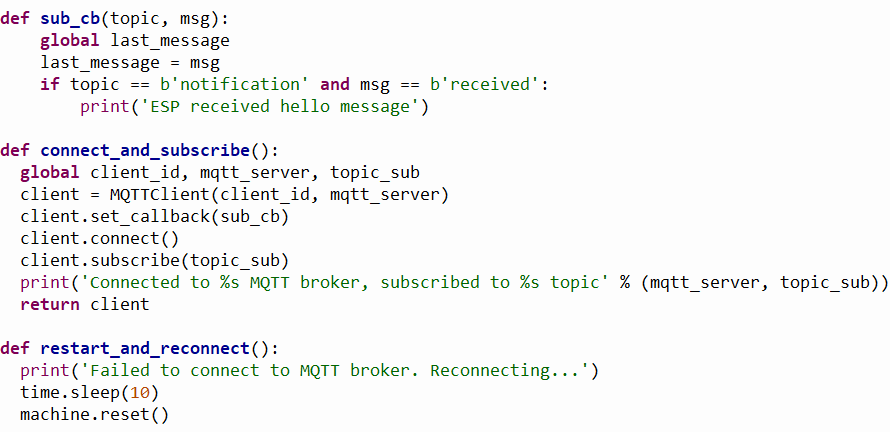 def sub_cb(topic, msg):
    global last_message
    last_message = msg
    if topic == b'notification' and msg == b'received':
        print('ESP received hello message')

def connect_and_subscribe():
  global client_id, mqtt_server, topic_sub
  client = MQTTClient(client_id, mqtt_server)
  client.set_callback(sub_cb)
  client.connect()
  client.subscribe(topic_sub)
  print('Connected to %s MQTT broker, subscribed to %s topic' % (mqtt_server, topic_sub))
  return client

def restart_and_reconnect():
  print('Failed to connect to MQTT broker. Reconnecting...')
  time.sleep(10)
  machine.reset()